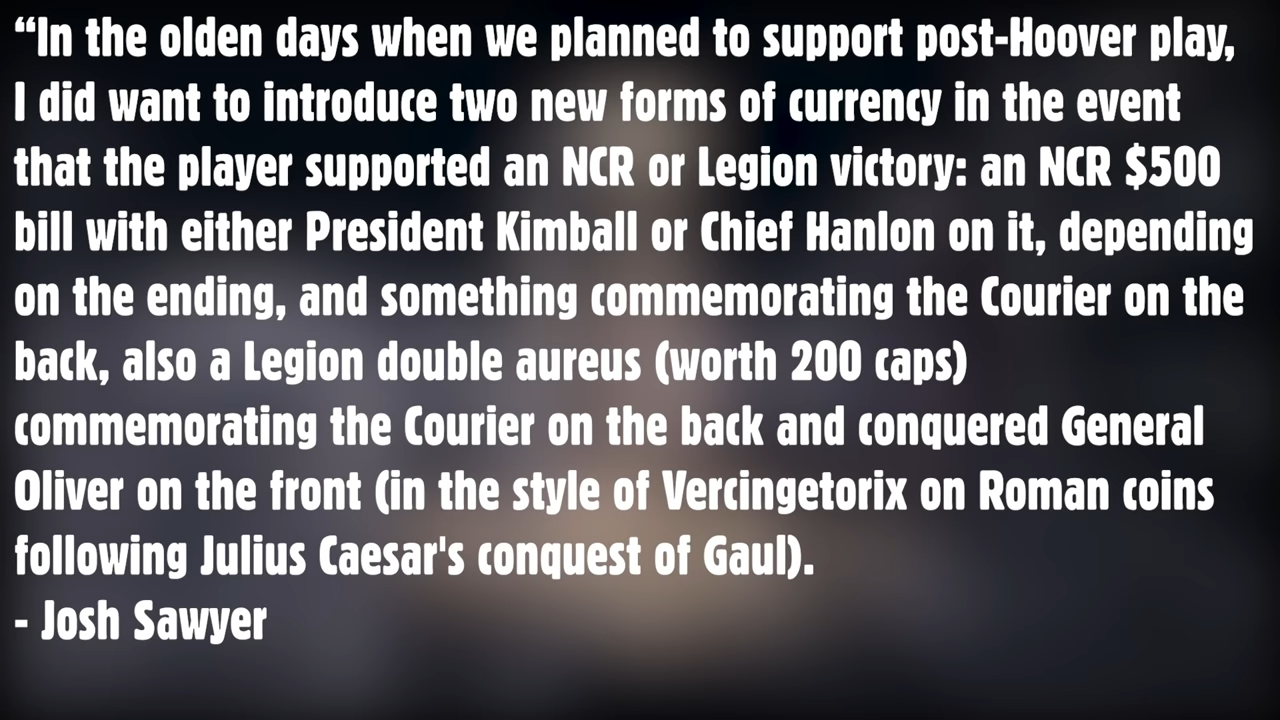 “In the olden days when we planned to support post-Hoover play,
I did want to introduce two new forms of currency in the event
that the player supported an NCR or Legion victory: an NCR $500
bill with either President Kimball or Chief Hanlon on it, depending
on the ending, and something commemorating the Courier on the
back, also a Legion double aureus (worth 200 caps)
commemorating the Courier on the back and conquered General
Oliver on the front (in the style of Vercingetorix on Roman coins
following Julius Caesar's conquest of Gaul).
- Josh Sawyer